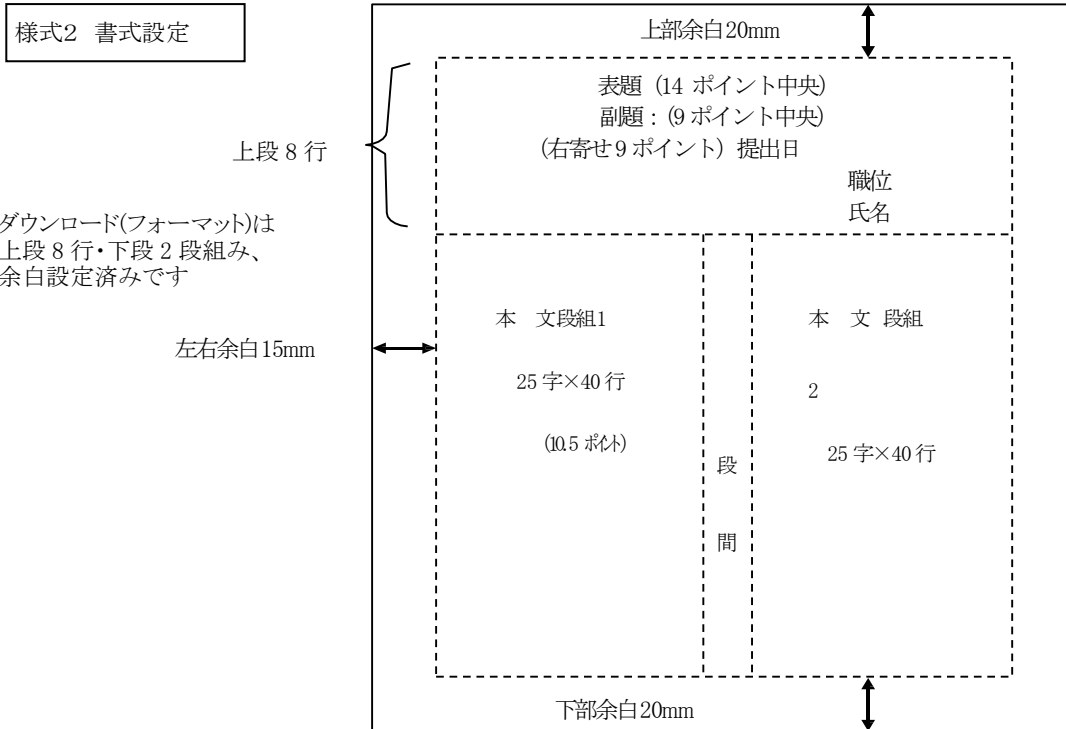 様式2 書式設定
上部余白20mm
表題（14 ポイント中央）
副題：（9 ポイント中央）
（右寄せ9 ポイント）提出日
職位
氏名
上段 8 行
ダウンロード(フォーマット)は
上段 8 行・下段 2 段組み、
余白設定済みです
左右余白15mm
本　文段組1
25 字×40 行
(10.5 ポイント)
段
間
本　文 段組
2
25 字×40 行
下部余白20mm